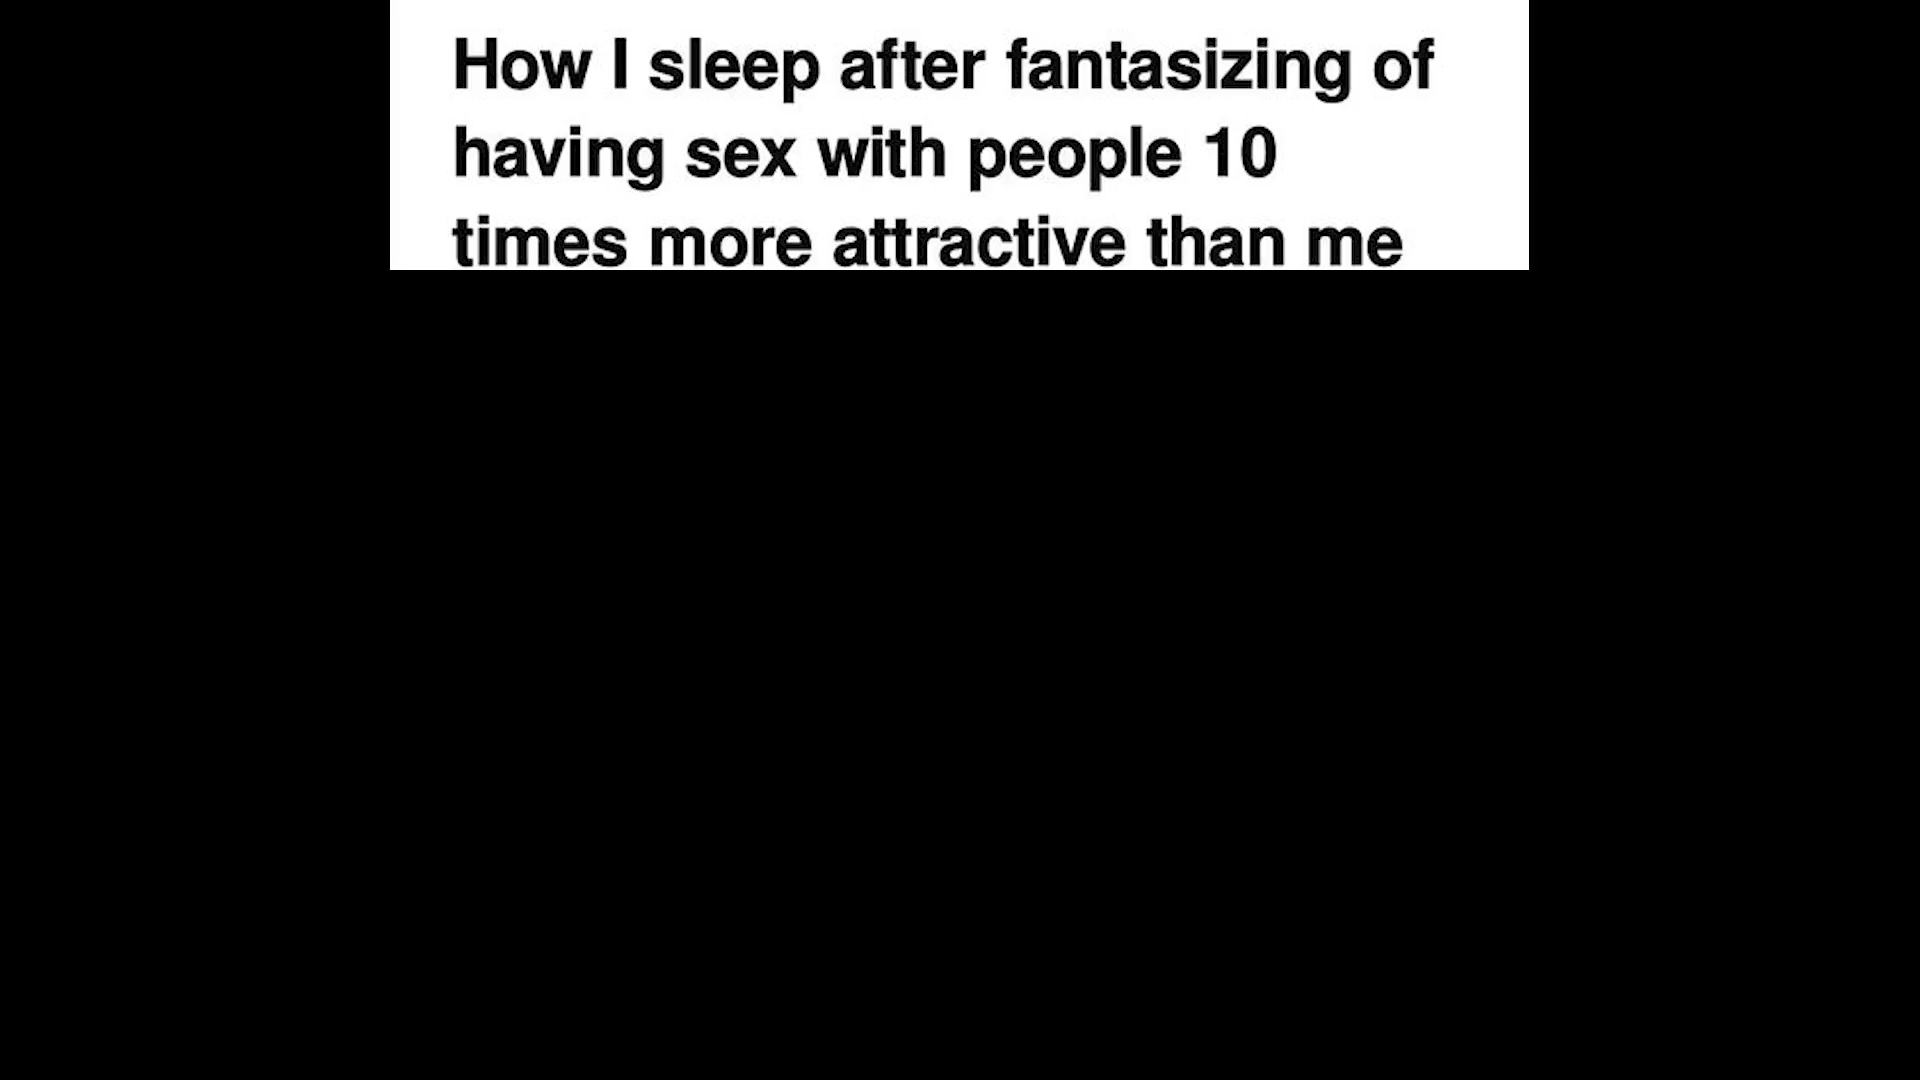 How I sleep after fantasizing of
having sex with people 10
times more attractive than me